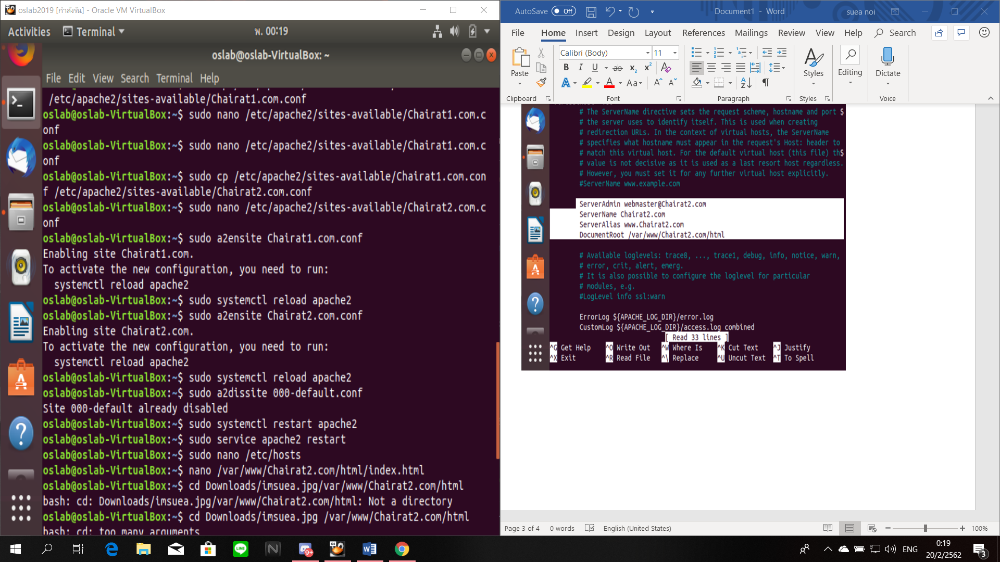 oslab2019 [กำลังรัน] - Oracle VM VirtualBox
Activities
Terminal
พ. 00:19
oslab@oslab-VirtualBox: ~
File Edit View Search Terminal Help
/etc/apache2/sites-available/Chairat1.com.conf
oslab@oslab-VirtualBox:~$ sudo nano /etc/apache2/sites-available/Chairat1.com.c
onf
oslab@oslab-VirtualBox:~$ sudo nano /etc/apache2/sites-available/Chairat1.com.c
onf
oslab@oslab-VirtualBox:~$ sudo cp /etc/apache2/sites-available/Chairat1.com.con
f /etc/apache2/sites-available/Chairat2.com.conf
oslab@oslab-VirtualBox:~$ sudo nano /etc/apache2/sites-available/Chairat2.com.c
onf
oslab@oslab-VirtualBox:~$ sudo a2ensite Chairat1.com.conf
Enabling site Chairat1.com.
To activate the new configuration, you need to run:
systemctl reload apache2
oslab@oslab-VirtualBox:~$ sudo systemctl reload apache2
oslab@oslab-VirtualBox:~$ sudo a2ensite Chairat2.com.conf
Enabling site Chairat2.com.
To activate the new configuration, you need to run:
systemctl reload apache2
oslab@oslab-VirtualBox:~$ sudo systemctl reload apache2
oslab@oslab-VirtualBox:~$ sudo a2dissite 000-default.conf
Site 000-default already disabled
oslab@oslab-VirtualBox:~$ sudo systemctl restart apache2
oslab@oslab-VirtualBox:~$ sudo service apache2 restart
oslab@oslab-VirtualBox:~$ sudo nano /etc/hosts
oslab@oslab-VirtualBox:~$ nano /var/www/Chairat2.com/html/index.html
oslab@oslab-VirtualBox:~$ cd Downloads/imsuea.jpg/var/www/Chairat2.com/html
bash: cd: Downloads/imsuea.jpg/var/www/Chairat2.com/html: Not a directory
oslab@oslab-VirtualBox:~$ cd Downloads/imsuea.jpg /var/www/Chairat2.com/html
bash: cd: too many arguments
AutoSave Off
Document1 - Word
suea noi
File Home Insert Design Layout References Mailings Review View Help Search
Paste
Calibri (Body) 11
Styles
Editing
Dictate
Clipboard
Font
Paragraph
Styles
Voice
# The ServerName directive sets the request scheme, hostname and port $
# the server uses to identify itself. This is used when creating
# redirection URLs. In the context of virtual hosts, the ServerName
# specifies what hostname must appear in the request's Host: header to
# match this virtual host. For the default virtual host (this file) th$
# value is not decisive as it is used as a last resort host regardless.
# However, you must set it for any further virtual host explicitly.
#ServerName www.example.com
ServerAdmin webmaster@Chairat2.com
ServerName Chairat2.com
ServerAlias www.Chairat2.com
DocumentRoot /var/www/Chairat2.com/html
# Available loglevels: trace8, ..., trace1, debug, info, notice, warn,
# error, crit, alert, emerg.
# It is also possible to configure the loglevel for particular
# modules, e.g.
#LogLevel info ssl:warn
ErrorLog ${APACHE_LOG_DIR}/error.log
CustomLog ${APACHE_LOG_DIR}/access.log combined
[ Read 33 lines ]
^G Get Help ^O Write Out ^W Where Is ^K Cut Text ^J Justify
^X Exit ^R Read File ^\ Replace ^U Uncut Text ^T To Spell
Page 3 of 4
0 words
English (United States)
100%
9+
ENG
0:19
20/2/2562
3